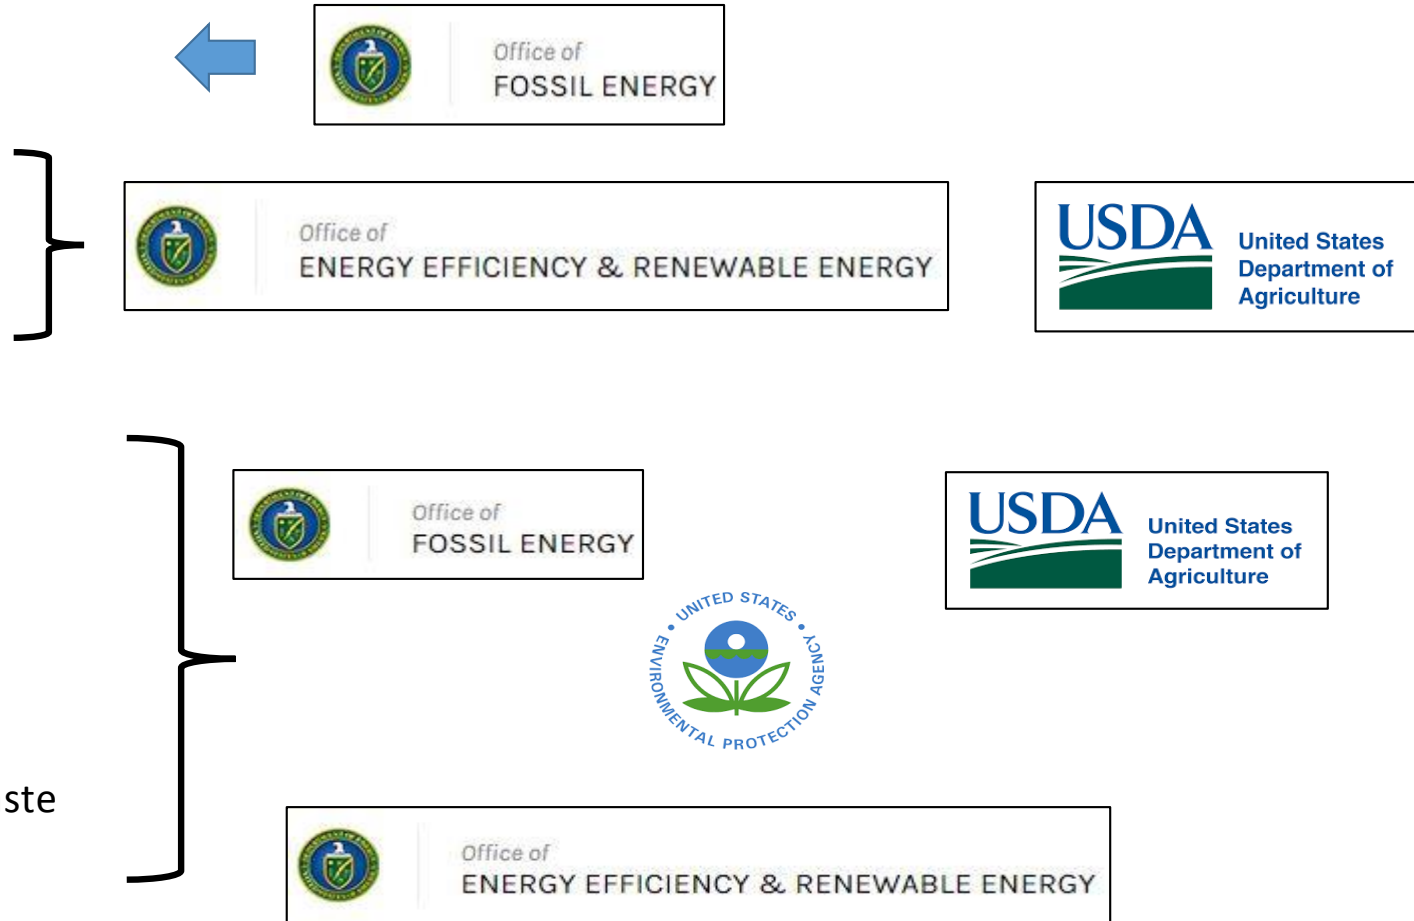 Office of
FOSSIL ENERGY
Office of
ENERGY EFFICIENCY & RENEWABLE ENERGY
USDA
United States
Department of
Agriculture
Office of
FOSSIL ENERGY
USDA
United States
Department of
Agriculture
UNITED STATES • ENVIRONMENTAL PROTECTION AGENCY •
ste
Office of
ENERGY EFFICIENCY & RENEWABLE ENERGY